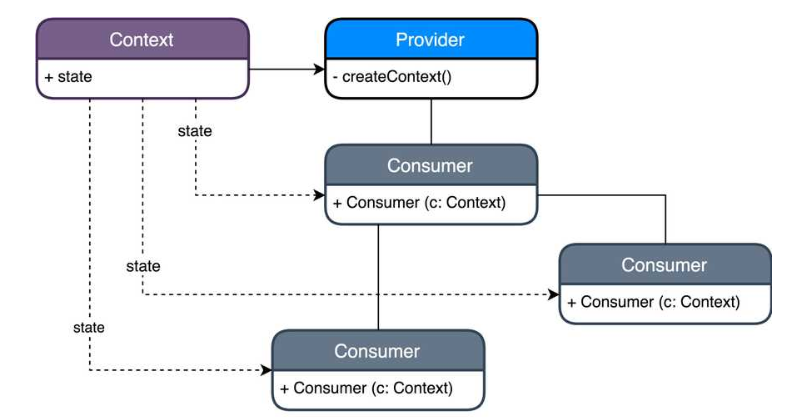 Context
+ state
Provider
- createContext()
state
Consumer
+ Consumer (c: Context)
state
Consumer
+ Consumer (c: Context)
state
Consumer
+ Consumer (c: Context)